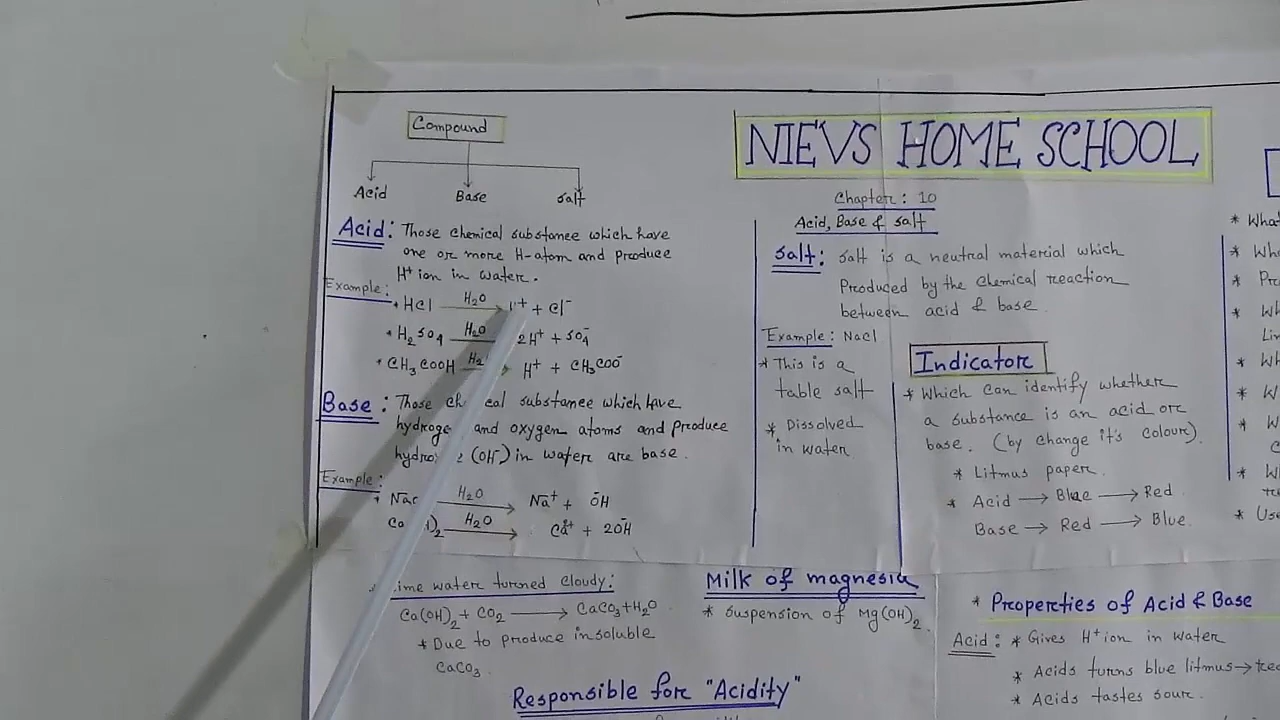 Compound
Acid Base Salt
Acid: Those chemical substance which have
one or more H-atom and produce
H⁺ ion in water.
Example:
* HCl H₂O + Cl⁻
* H₂SO₄ H₂O 2H⁺ + SO₄⁻
* CH₃COOH H⁺ + CH₃COO⁻
Base: Those substance which have
and oxygen atoms and produce
(OH⁻) in water are base.
Example:
* H₂O → Na⁺ + ŌH
H₂O → Ca²⁺ + 2ŌH
water turned cloudy:
Ca(OH)₂ + CO₂ → CaCO₃ + H₂O
* Due to produce insoluble
CaCO₃.
NIEVS HOME SCHOOL
Chapter: 10
Acid, Base & Salt
Salt: Salt is a neutral material which
Produced by the chemical reaction
between acid & base.
Example: NaCl
* This is a
table salt
* Dissolved
in water
Indicator
* Which can identify whether
a substance is an acid or
base. (by change it's colour).
* Litmus paper.
* Acid → Blue → Red
Base → Red → Blue.
Milk of magnesia
* Suspension of Mg(OH)₂.
Responsible for "Acidity"
* Properties of Acid & Base
Acid: * Gives H⁺ ion in water
* Acids turns blue litmus →
* Acids tastes sour.